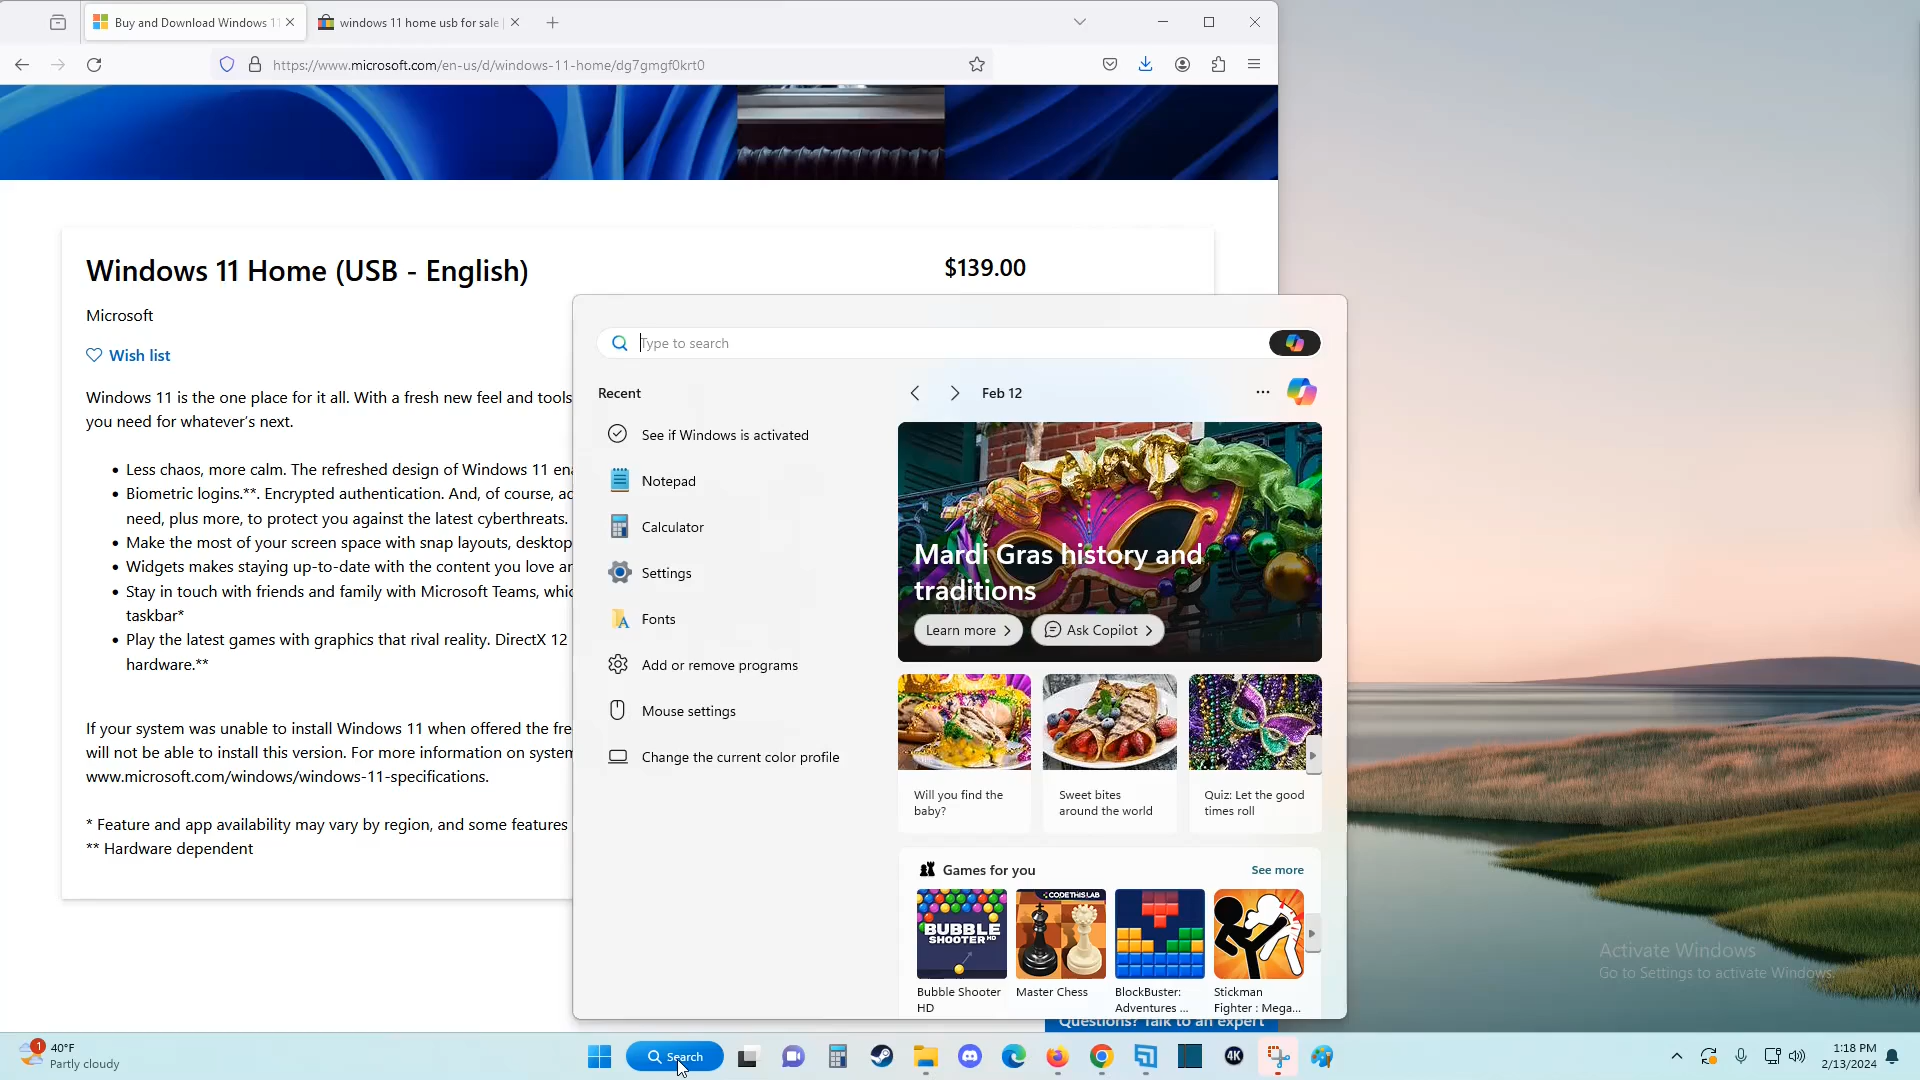 Buy and Download Windows 11
windows 11 home usb for sale |
https://www.microsoft.com/en-us/d/windows-11-home/dg7gmgf0krt0
Windows 11 Home (USB - English)
$139.00
Microsoft
Wish list
Windows 11 is the one place for it all. With a fresh new feel and tools
you need for whatever's next.
• Less chaos, more calm. The refreshed design of Windows 11
• Biometric logins.**. Encrypted authentication. And, of course,
need, plus more, to protect you against the latest cyberthreats.
• Make the most of your screen space with snap layouts, desktop
• Widgets makes staying up-to-date with the content you love
• Stay in touch with friends and family with Microsoft Teams,
taskbar*
• Play the latest games with graphics that rival reality. DirectX 12
hardware.**
If your system was unable to install Windows 11 when offered the
will not be able to install this version. For more information on
www.microsoft.com/windows/windows-11-specifications.
* Feature and app availability may vary by region, and some features
** Hardware dependent
Type to search
Recent
See if Windows is activated
Notepad
Calculator
Settings
Fonts
Add or remove programs
Mouse settings
Change the current color profile
Feb 12
Mardi Gras history and
traditions
Learn more
Ask Copilot
Will you find the
baby?
Sweet bites
around the world
Quiz: Let the good
times roll
Games for you
See more
BUBBLE
SHOOTER HD
CODETHISLAB
Bubble Shooter
HD
Master Chess
BlockBuster:
Adventures ...
Stickman
Fighter : Mega...
Questions? Talk to an expert
Activate Windows
Go to Settings to activate Windows.
1
40°F
Partly cloudy
Search
4K
1:18 PM
2/13/2024